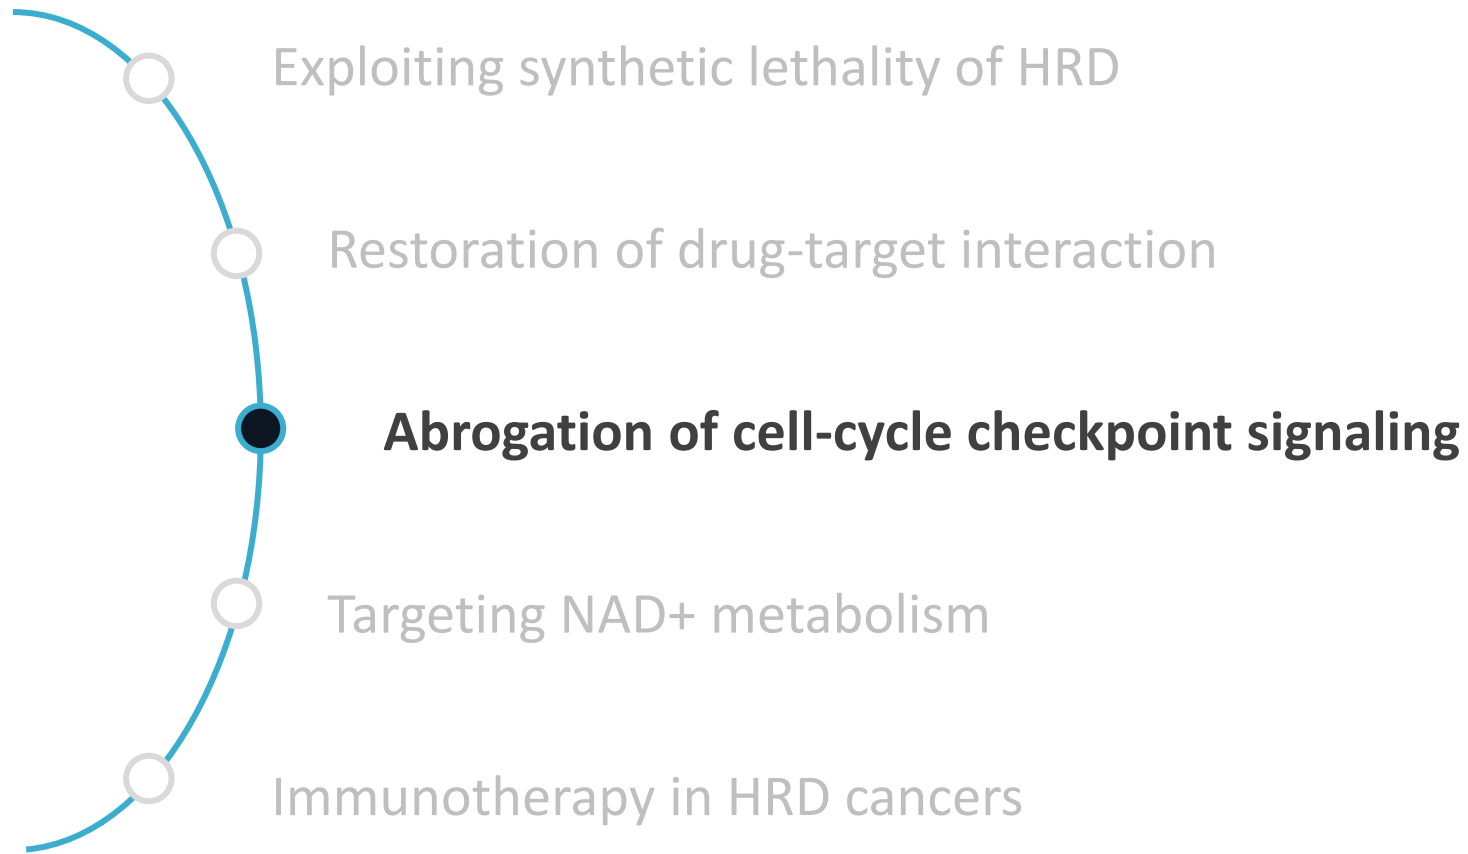 Exploiting synthetic lethality of HRD
Restoration of drug-target interaction
Abrogation of cell-cycle checkpoint signaling
Targeting NAD+ metabolism
Immunotherapy in HRD cancers